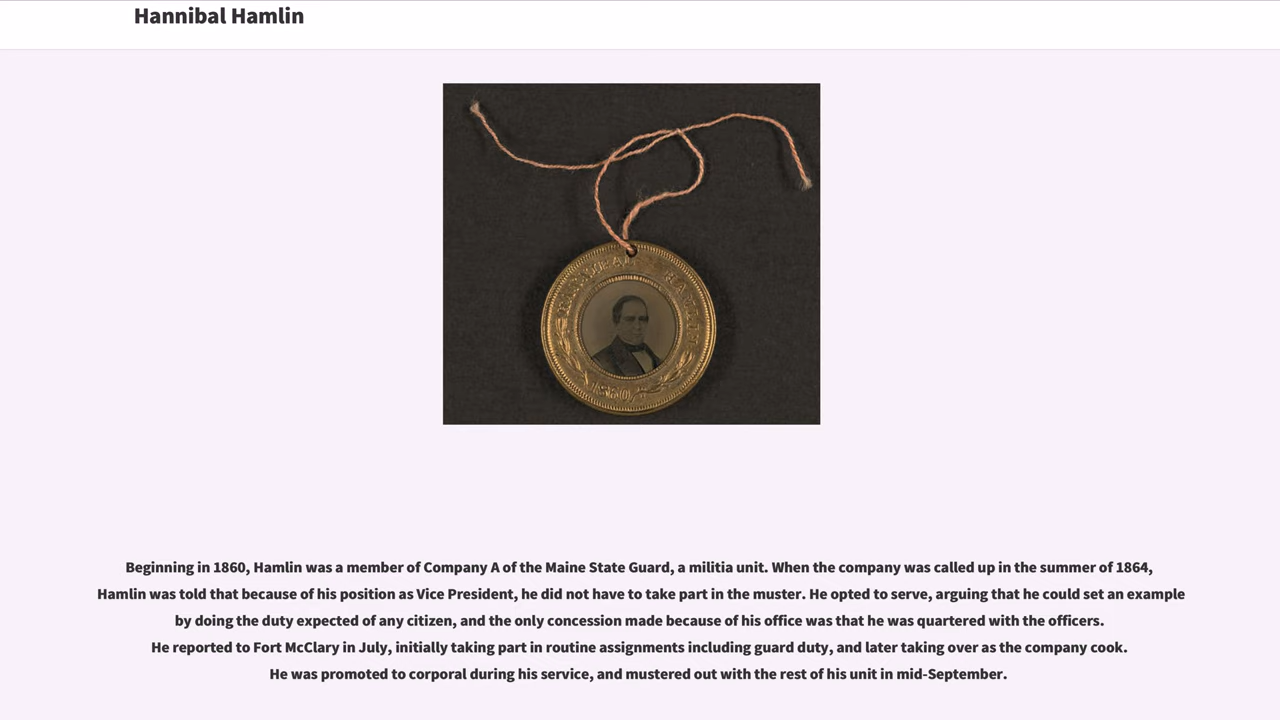 Hannibal Hamlin
HANNIBAL HAMLIN
1860
Beginning in 1860, Hamlin was a member of Company A of the Maine State Guard, a militia unit. When the company was called up in the summer of 1864,
Hamlin was told that because of his position as Vice President, he did not have to take part in the muster. He opted to serve, arguing that he could set an example
by doing the duty expected of any citizen, and the only concession made because of his office was that he was quartered with the officers.
He reported to Fort McClary in July, initially taking part in routine assignments including guard duty, and later taking over as the company cook.
He was promoted to corporal during his service, and mustered out with the rest of his unit in mid-September.